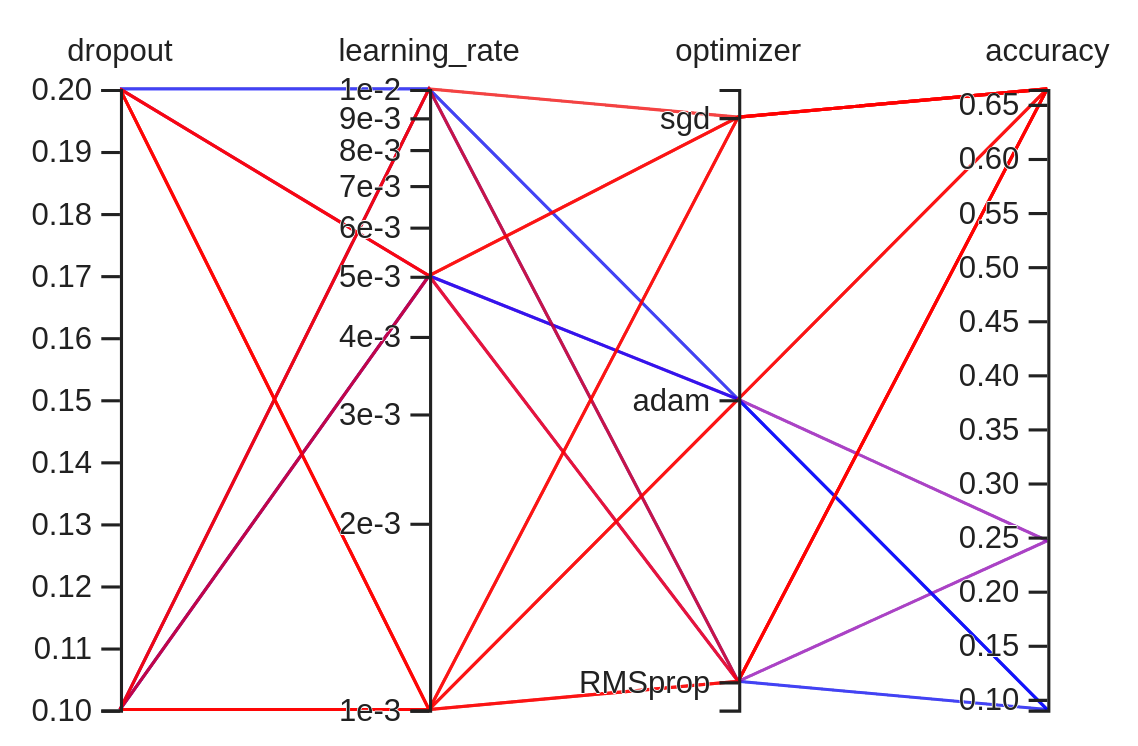 dropout
learning_rate
optimizer
accuracy
0.20
0.19
0.18
0.17
0.16
0.15
0.14
0.13
0.12
0.11
0.10
1e-2
9e-3
8e-3
7e-3
6e-3
5e-3
4e-3
3e-3
2e-3
1e-3
sgd
adam
RMSprop
0.65
0.60
0.55
0.50
0.45
0.40
0.35
0.30
0.25
0.20
0.15
0.10